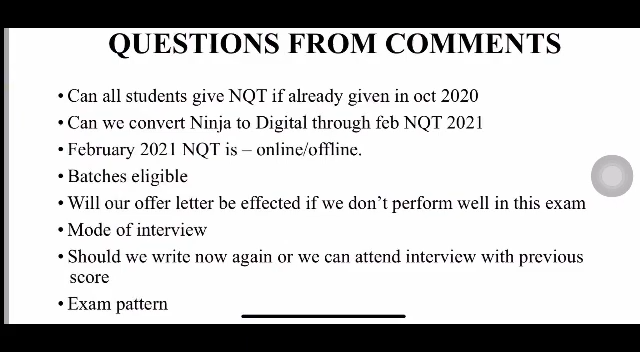 QUESTIONS FROM COMMENTS
• Can all students give NQT if already given in oct 2020
• Can we convert Ninja to Digital through feb NQT 2021
• February 2021 NQT is – online/offline.
• Batches eligible
• Will our offer letter be effected if we don’t perform well in this exam
• Mode of interview
• Should we write now again or we can attend interview with previous
score
• Exam pattern